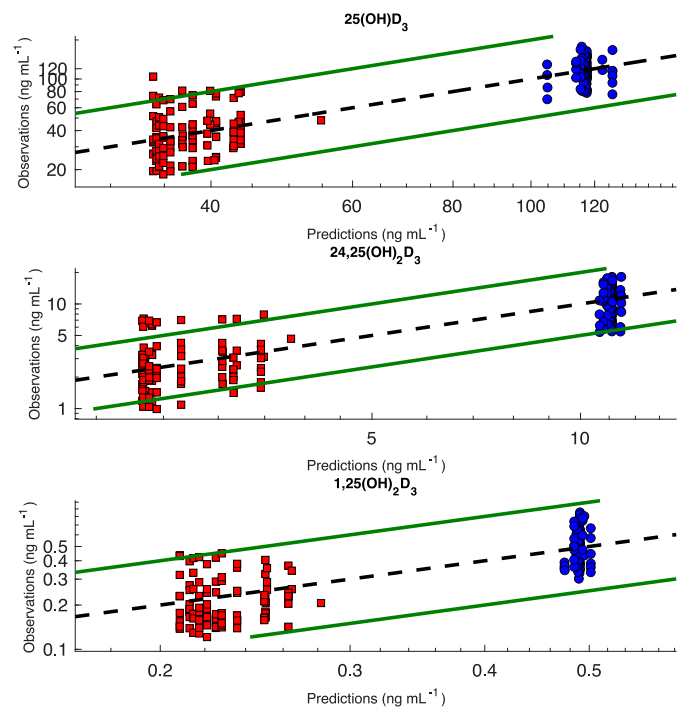 25(OH)D3
Observations (ng mL-1)
120
100
80
60
40
20
40
60
80
100
120
Predictions (ng mL-1)
24,25(OH)2D3
Observations (ng mL-1)
10
5
1
5
10
Predictions (ng mL-1)
1,25(OH)2D3
Observations (ng mL-1)
0.5
0.4
0.3
0.2
0.1
0.2
0.3
0.4
0.5
Predictions (ng mL-1)